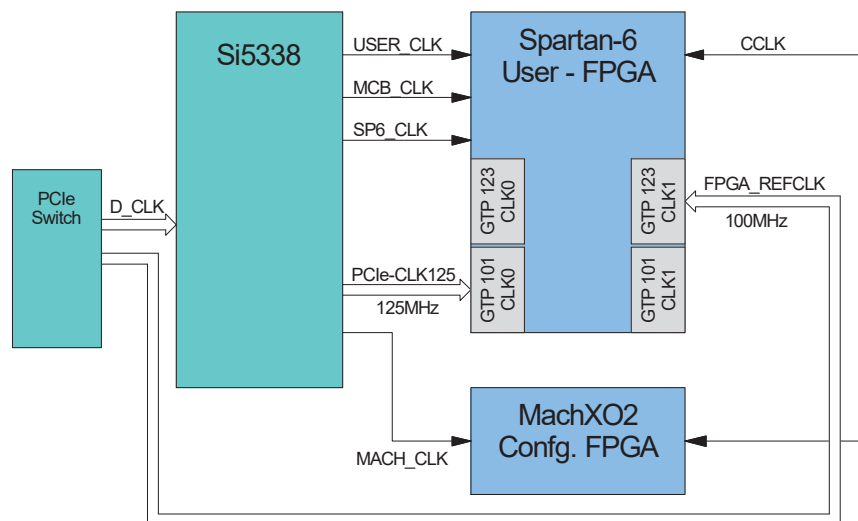 Si5338
USER_CLK
MCB_CLK
SP6_CLK
Spartan-6
User - FPGA
CCLK
PCIe
Switch
D_CLK
GTP 123
CLK0
GTP 123
CLK1
FPGA_REFCLK
100MHz
PCIe-CLK125
125MHz
GTP 101
CLK0
GTP 101
CLK1
MACH_CLK
MachXO2
Confg. FPGA